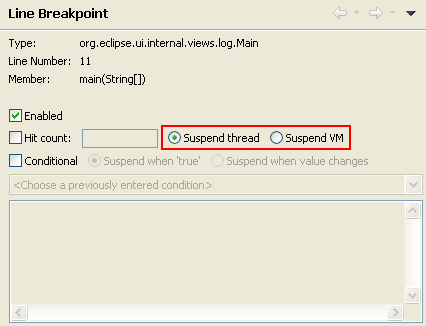 Line Breakpoint
Type: org.eclipse.ui.internal.views.log.Main
Line Number: 11
Member: main(String[])
Enabled
Hit count: Suspend thread Suspend VM
Conditional Suspend when 'true' Suspend when value changes
<Choose a previously entered condition>